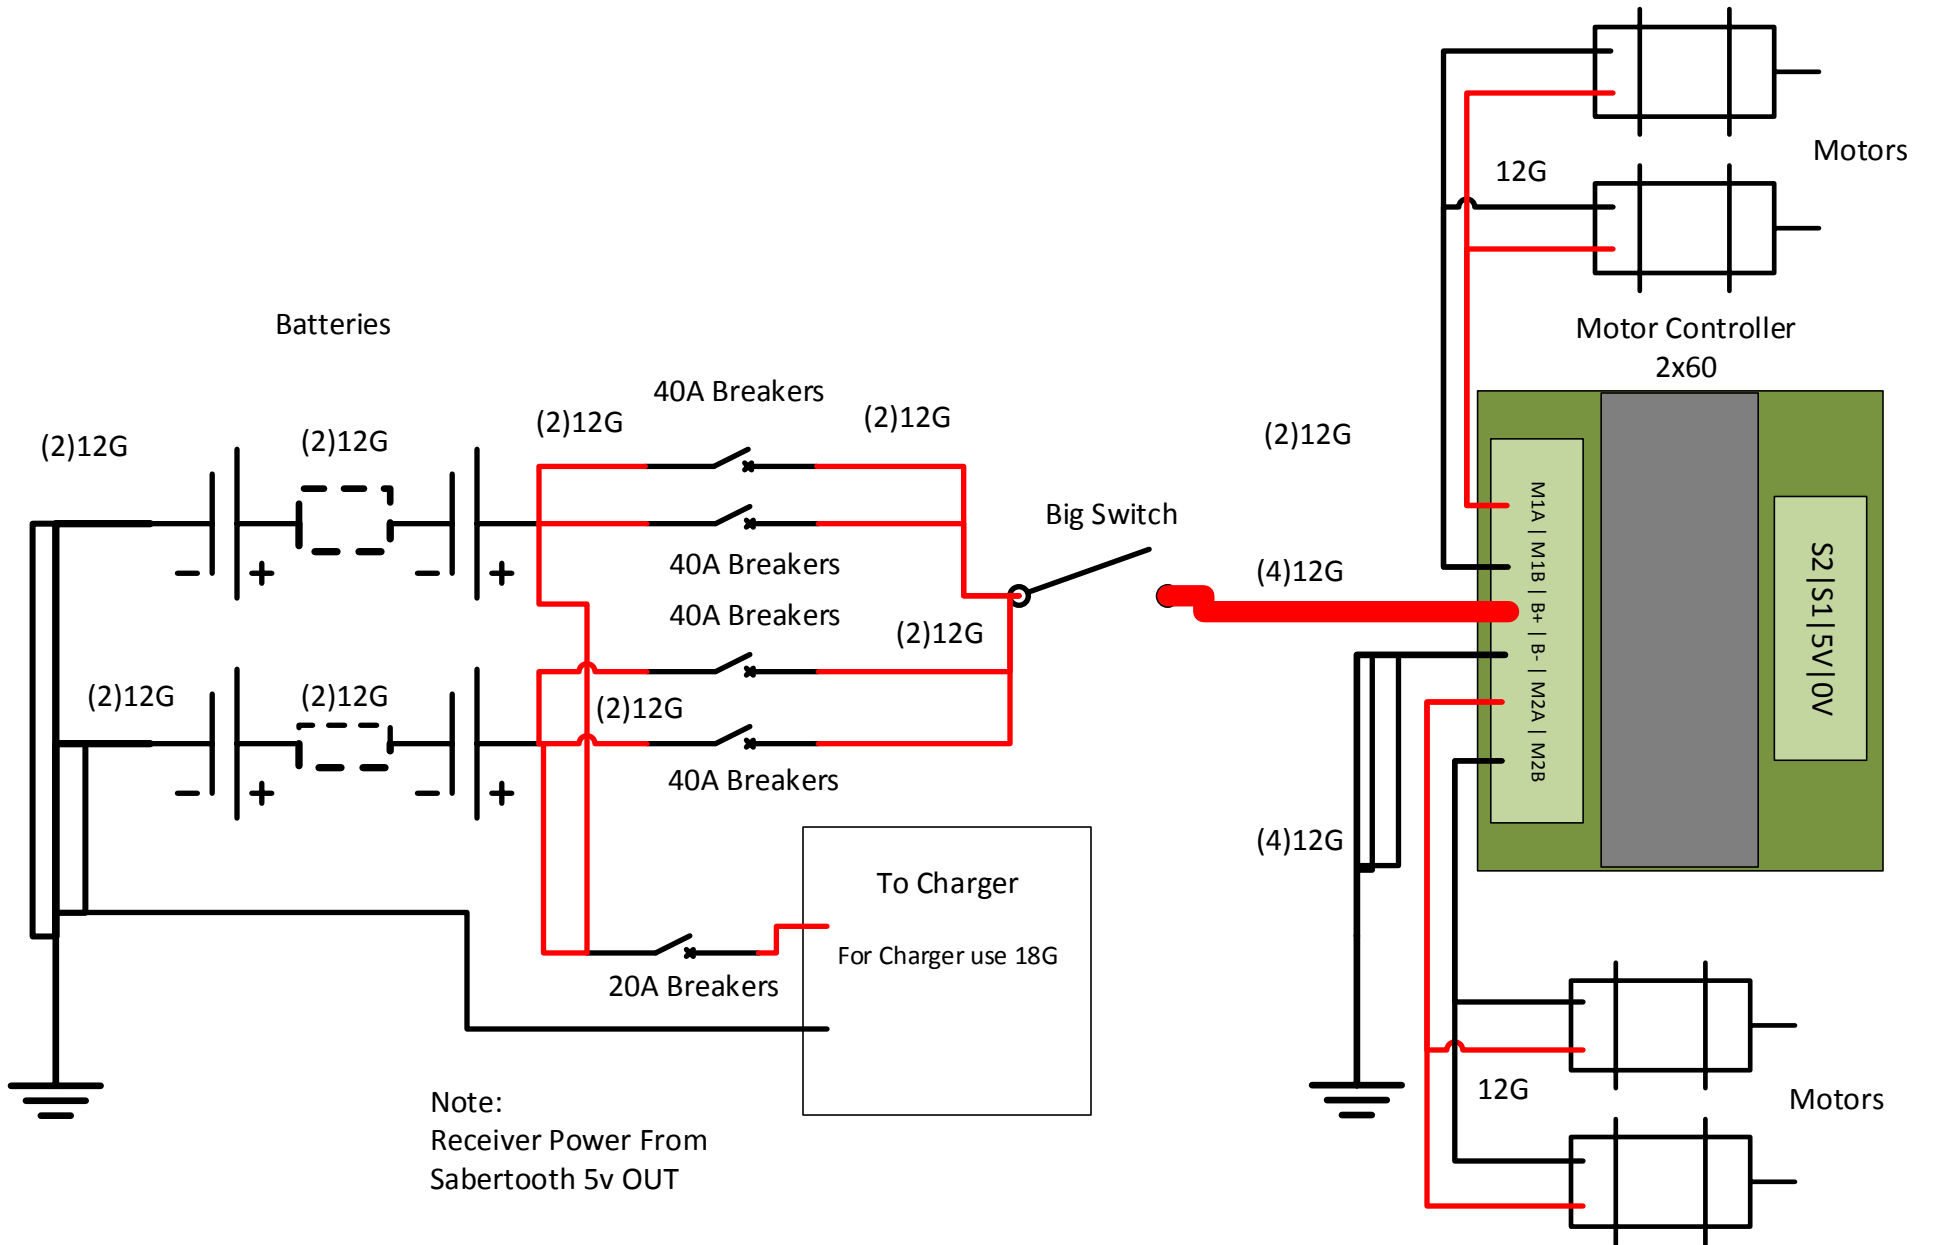 Motors
12G
Motor Controller
2x60
Batteries
40A Breakers
(2)12G
(2)12G
(2)12G
(2)12G
(2)12G
Big Switch
40A Breakers
(4)12G
40A Breakers
(2)12G
(2)12G
(2)12G
(2)12G
40A Breakers
M1A | M1B | B+ | B- | M2A | M2B
S2|S1|5V|0V
(4)12G
To Charger
For Charger use 18G
20A Breakers
12G
Motors
Note:
Receiver Power From
Sabertooth 5v OUT